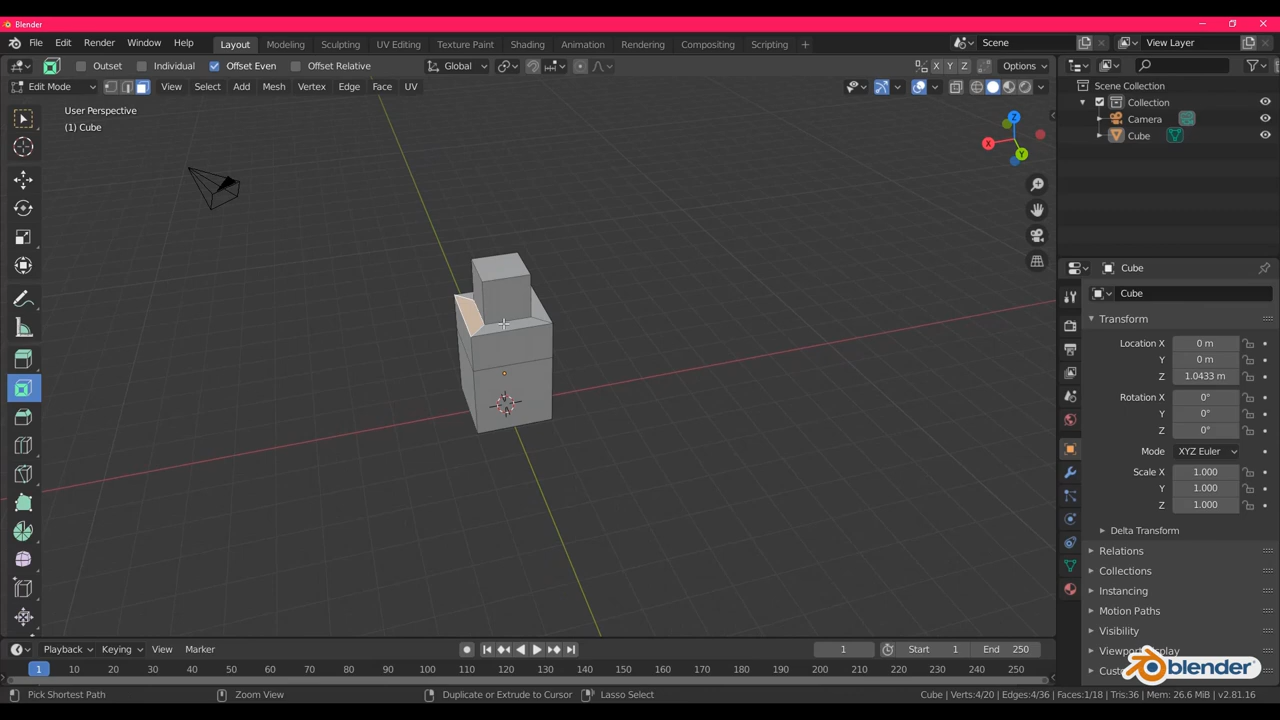 Blender
File Edit Render Window Help Layout Modeling Sculpting UV Editing Texture Paint Shading Animation Rendering Compositing Scripting + Scene View Layer
Outset Individual Offset Even Offset Relative Global X Y Z Options
Edit Mode View Select Add Mesh Vertex Edge Face UV
User Perspective
(1) Cube
Z
X
Y
Scene Collection
Collection
Camera
Cube
Cube
Cube
Transform
Location X 0 m
Y 0 m
Z 1.0433 m
Rotation X 0°
Y 0°
Z 0°
Mode XYZ Euler
Scale X 1.000
Y 1.000
Z 1.000
Delta Transform
Relations
Collections
Instancing
Motion Paths
Visibility
Viewport Display
Playback Keying View Marker 1 Start 1 End 250
1 10 20 30 40 50 60 70 80 90 100 110 120 130 140 150 160 170 180 190 200 210 220 230 240 250
blender
Pick Shortest Path Zoom View Duplicate or Extrude to Cursor Lasso Select Cube | Verts:4/20 | Edges:4/36 | Faces:1/18 | Tris:36 | Mem: 26.6 MiB | v2.81.16